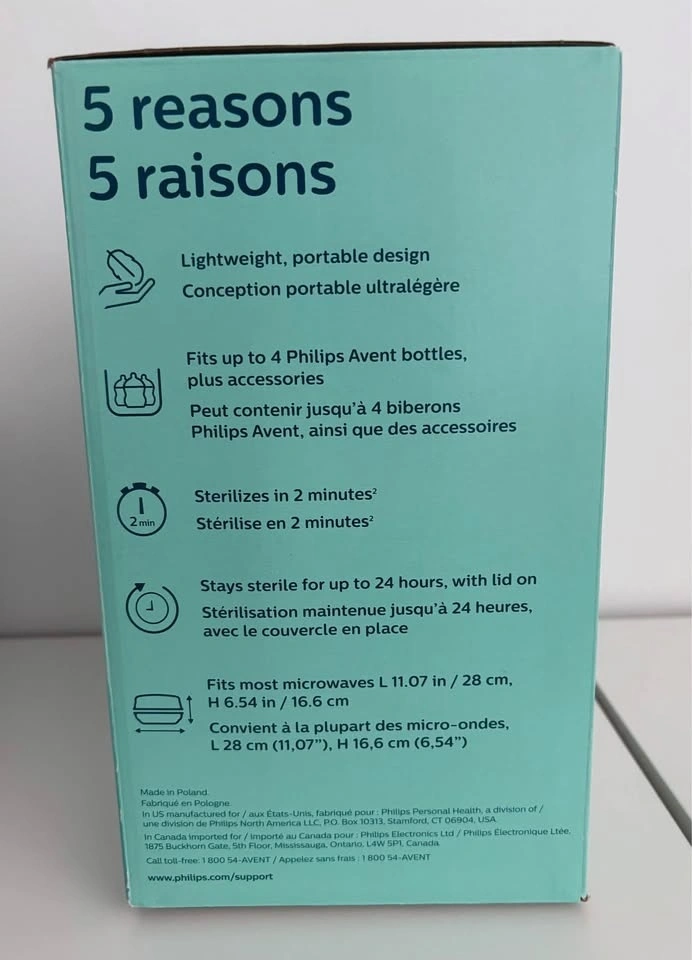 5 reasons
5 raisons
Lightweight, portable design
Conception portable ultralégère
Fits up to 4 Philips Avent bottles,
plus accessories
Peut contenir jusqu'à 4 biberons
Philips Avent, ainsi que des accessoires
2 min
Sterilizes in 2 minutes²
Stérilise en 2 minutes²
Stays sterile for up to 24 hours, with lid on
Stérilisation maintenue jusqu'à 24 heures,
avec le couvercle en place
Fits most microwaves L 11.07 in / 28 cm,
H 6.54 in / 16.6 cm
Convient à la plupart des micro-ondes,
L 28 cm (11,07”), H 16,6 cm (6,54”)
Made in Poland.
Fabriqué en Pologne.
In US manufactured for / aux États-Unis, fabriqué pour : Philips Personal Health, a division of /
une division de Philips North America LLC, P.O. Box 10313, Stamford, CT 06904, USA.
In Canada imported for / Importé au Canada pour : Philips Electronics Ltd / Philips Électronique Ltée,
1875 Buckhorn Gate, 5th Floor, Mississauga, Ontario, L4W 5P1, Canada
Call toll-free: 1 800 54-AVENT / Appelez sans frais : 1 800 54-AVENT
www.philips.com/support